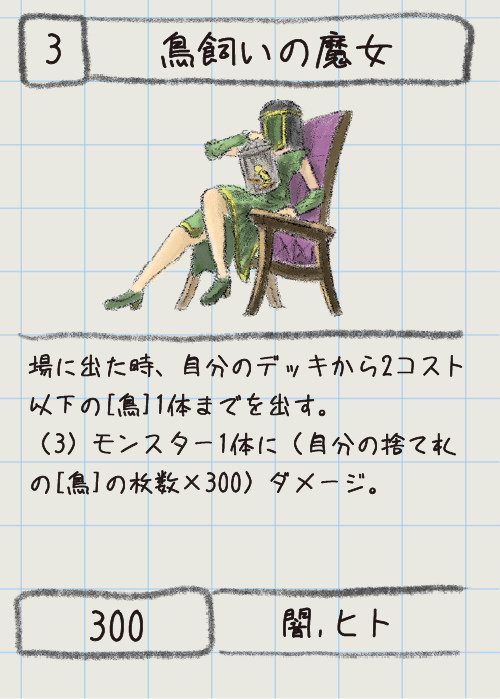 3
鳥飼いの魔女
場に出た時、自分のデッキから2コスト
以下の[鳥]1体までを出す。
（3）モンスター1体に（自分の捨て札
の[鳥]の枚数×300）ダメージ。
300
闇,ヒト